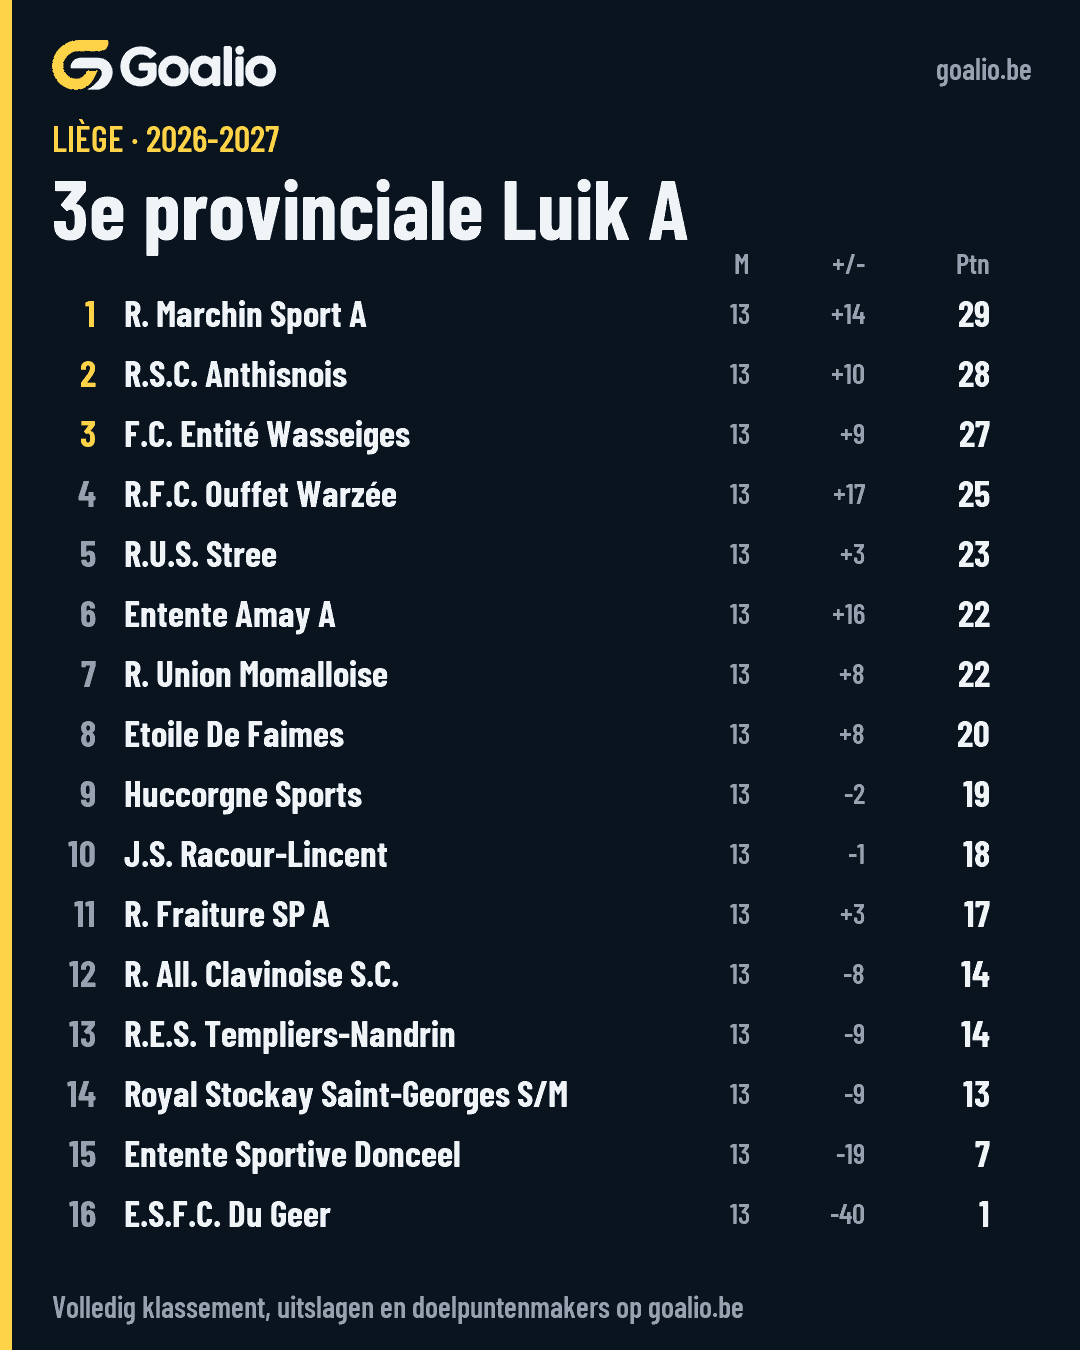 Goalio
goalio.be
LIÈGE · 2026-2027
3e provinciale Luik A
M +/- Ptn
1 R. Marchin Sport A 13 +14 29
2 R.S.C. Anthisnois 13 +10 28
3 F.C. Entité Wasseiges 13 +9 27
4 R.F.C. Ouffet Warzée 13 +17 25
5 R.U.S. Stree 13 +3 23
6 Entente Amay A 13 +16 22
7 R. Union Momalloise 13 +8 22
8 Etoile De Faimes 13 +8 20
9 Huccorgne Sports 13 -2 19
10 J.S. Racour-Lincent 13 -1 18
11 R. Fraiture SP A 13 +3 17
12 R. All. Clavinoise S.C. 13 -8 14
13 R.E.S. Templiers-Nandrin 13 -9 14
14 Royal Stockay Saint-Georges S/M 13 -9 13
15 Entente Sportive Donceel 13 -19 7
16 E.S.F.C. Du Geer 13 -40 1
Volledig klassement, uitslagen en doelpuntenmakers op goalio.be